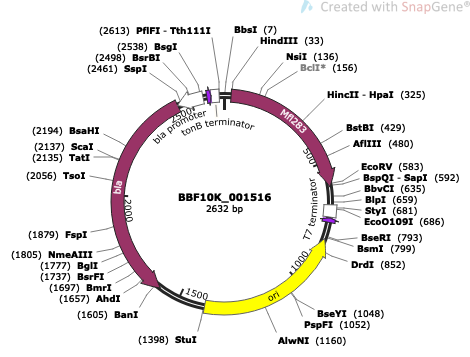 Created with SnapGene®
(2613) PflFI - Tth111I
BbsI (7)
(2538) BsgI
HindIII (33)
(2498) BsrBI
NsiI (136)
(2461) SspI
BclI* (156)
HincII - HpaI (325)
BstBI (429)
AflIII (480)
EcoRV (583)
BspQI - SapI (592)
BbvCI (635)
BlpI (659)
StyI (681)
EcoO109I (686)
BseRI (793)
BsmI (799)
DrdI (852)
BseYI (1048)
PspFI (1052)
AlwNI (1160)
(1398) StuI
(1605) BanI
(1657) AhdI
(1697) BmrI
(1737) BsrFI
(1777) BglI
(1805) NmeAIII
(1879) FspI
(2056) TsoI
(2135) TatI
(2137) ScaI
(2194) BsaHI
bla promoter
tonB terminator
Mfl283
T7 terminator
ori
bla
500
1000
1500
2000
2500
BBF10K_001516
2632 bp